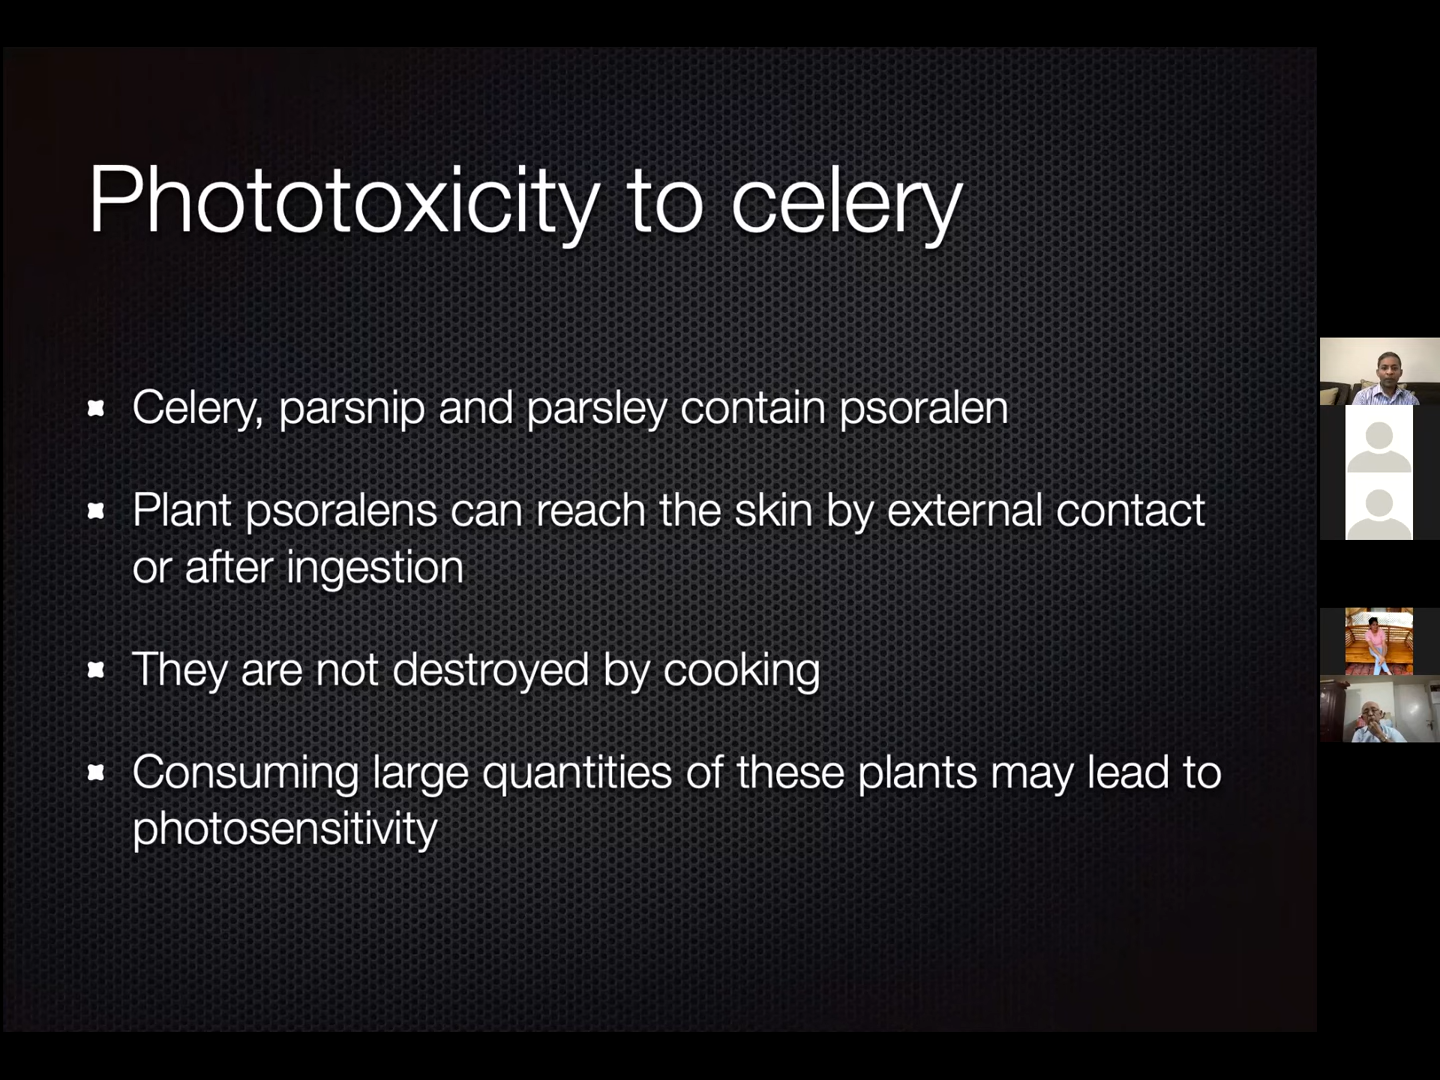 Phototoxicity to celery
Celery, parsnip and parsley contain psoralen
Plant psoralens can reach the skin by external contact
or after ingestion
They are not destroyed by cooking
Consuming large quantities of these plants may lead to
photosensitivity